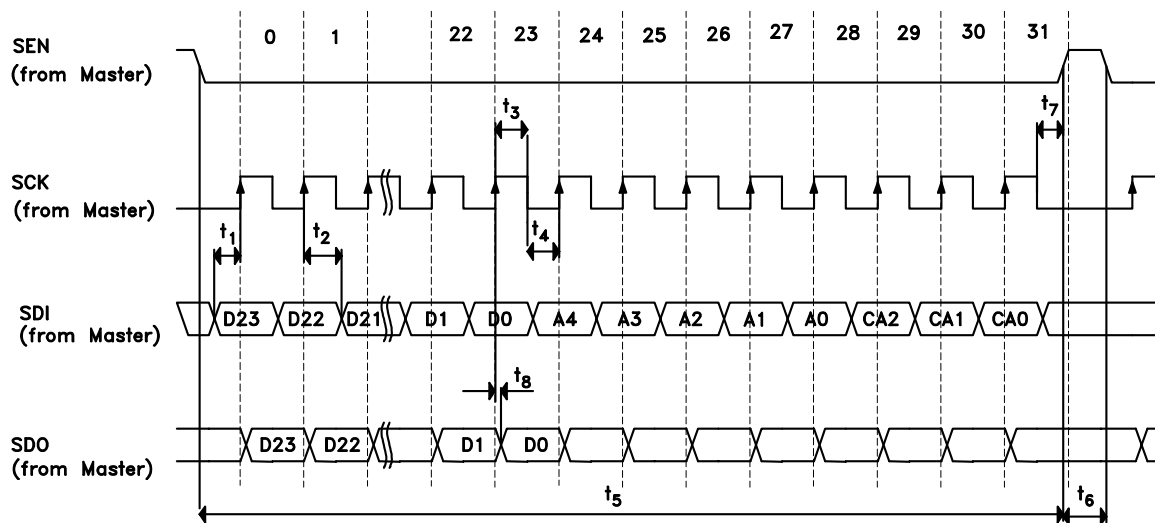 0 1 22 23 24 25 26 27 28 29 30 31
SEN
(from Master)
t3 t7
SCK
(from Master)
t1 t2 t4
SDI
(from Master)
D23 D22 D21 D1 D0 A4 A3 A2 A1 A0 CA2 CA1 CA0
t8
SDO
(from Master)
D23 D22 D1 D0
t5 t6